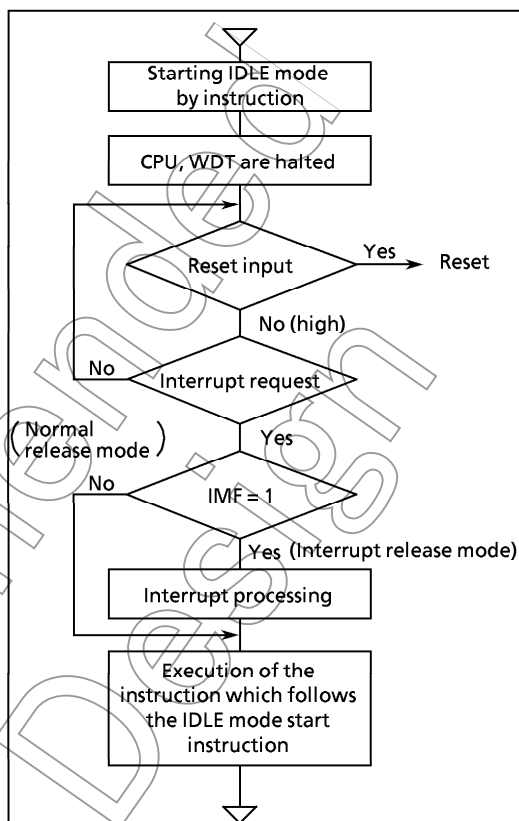 Starting IDLE mode
by instruction
CPU, WDT are halted
Reset input
Yes
Reset
No (high)
No
Interrupt request
Yes
(Normal
release mode)
No
IMF = 1
Yes (Interrupt release mode)
Interrupt processing
Execution of the
instruction which follows
the IDLE mode start
instruction
Design